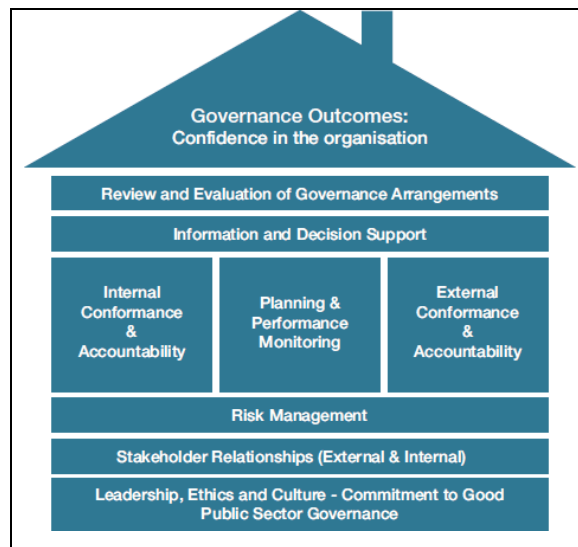 Governance Outcomes:
Confidence in the organisation
Review and Evaluation of Governance Arrangements
Information and Decision Support
Internal
Conformance
&
Accountability
Planning &
Performance
Monitoring
External
Conformance
&
Accountability
Risk Management
Stakeholder Relationships (External & Internal)
Leadership, Ethics and Culture - Commitment to Good
Public Sector Governance